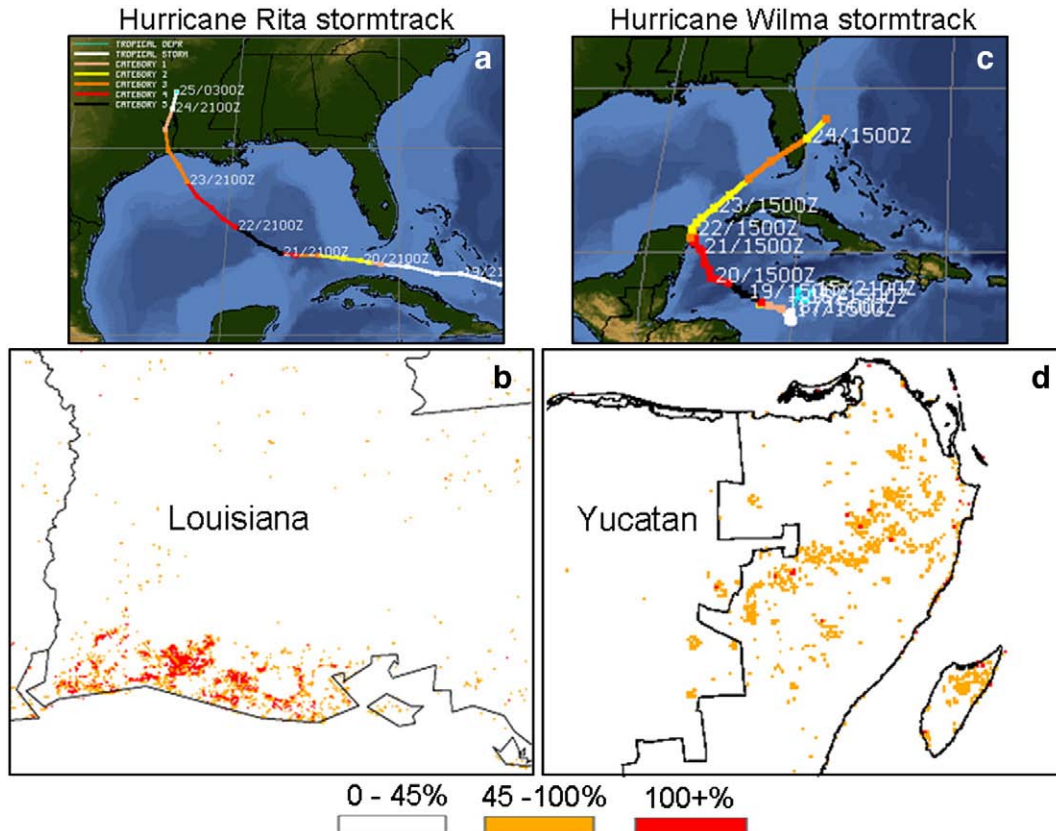 Hurricane Rita stormtrack
Hurricane Wilma stormtrack
a
TROPICAL DEPR
TROPICAL STORM
CATEGORY 1
CATEGORY 2
CATEGORY 3
CATEGORY 4
CATEGORY 5
25/0300Z
24/2100Z
23/2100Z
22/2100Z
21/2100Z
20/2100Z
19/21
c
24/1500Z
23/1500Z
22/1500Z
21/1500Z
20/1500Z
b
Louisiana
d
Yucatan
0 - 45%
45 -100%
100+%